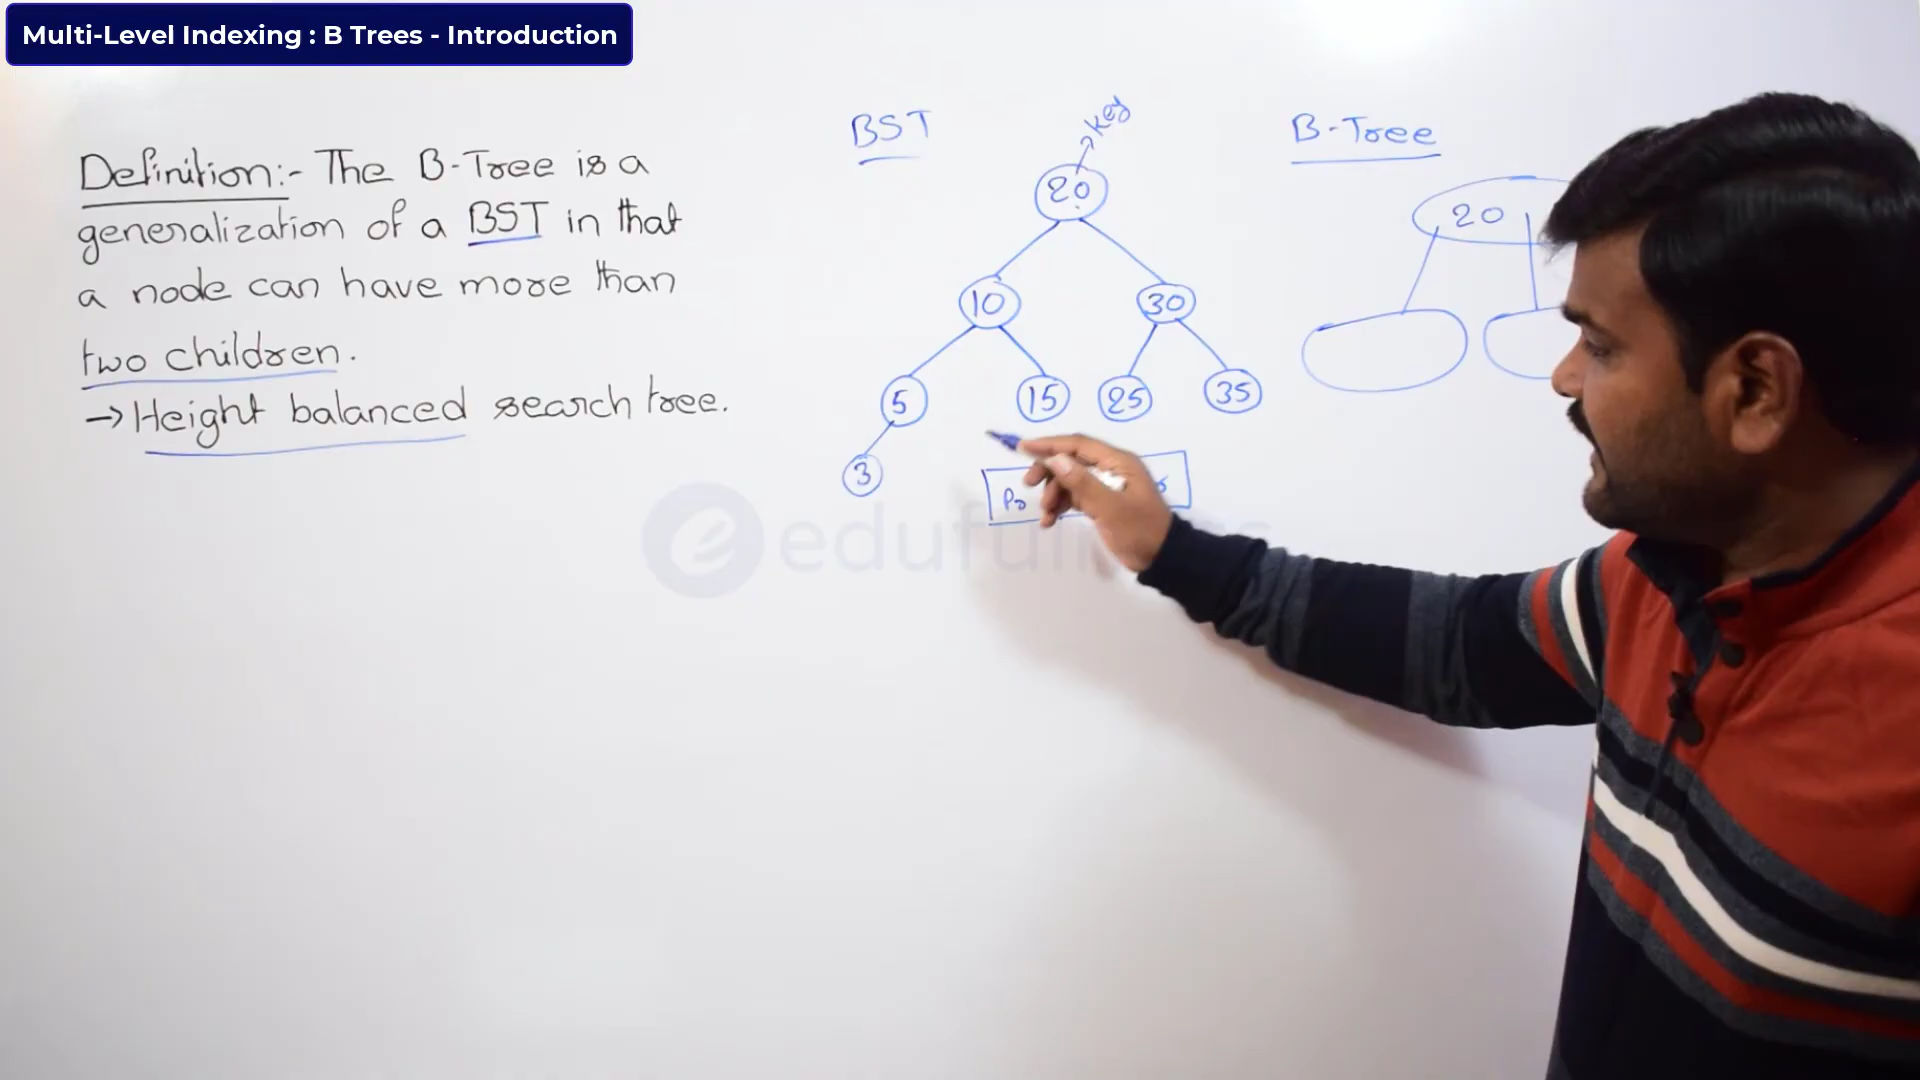 Multi-Level Indexing : B Trees - Introduction
Definition:- The B-Tree is a
generalization of a BST in that
a node can have more than
two children.
→ Height balanced search tree.
BST
key
20
10
30
5
15
25
35
3
B-Tree
20